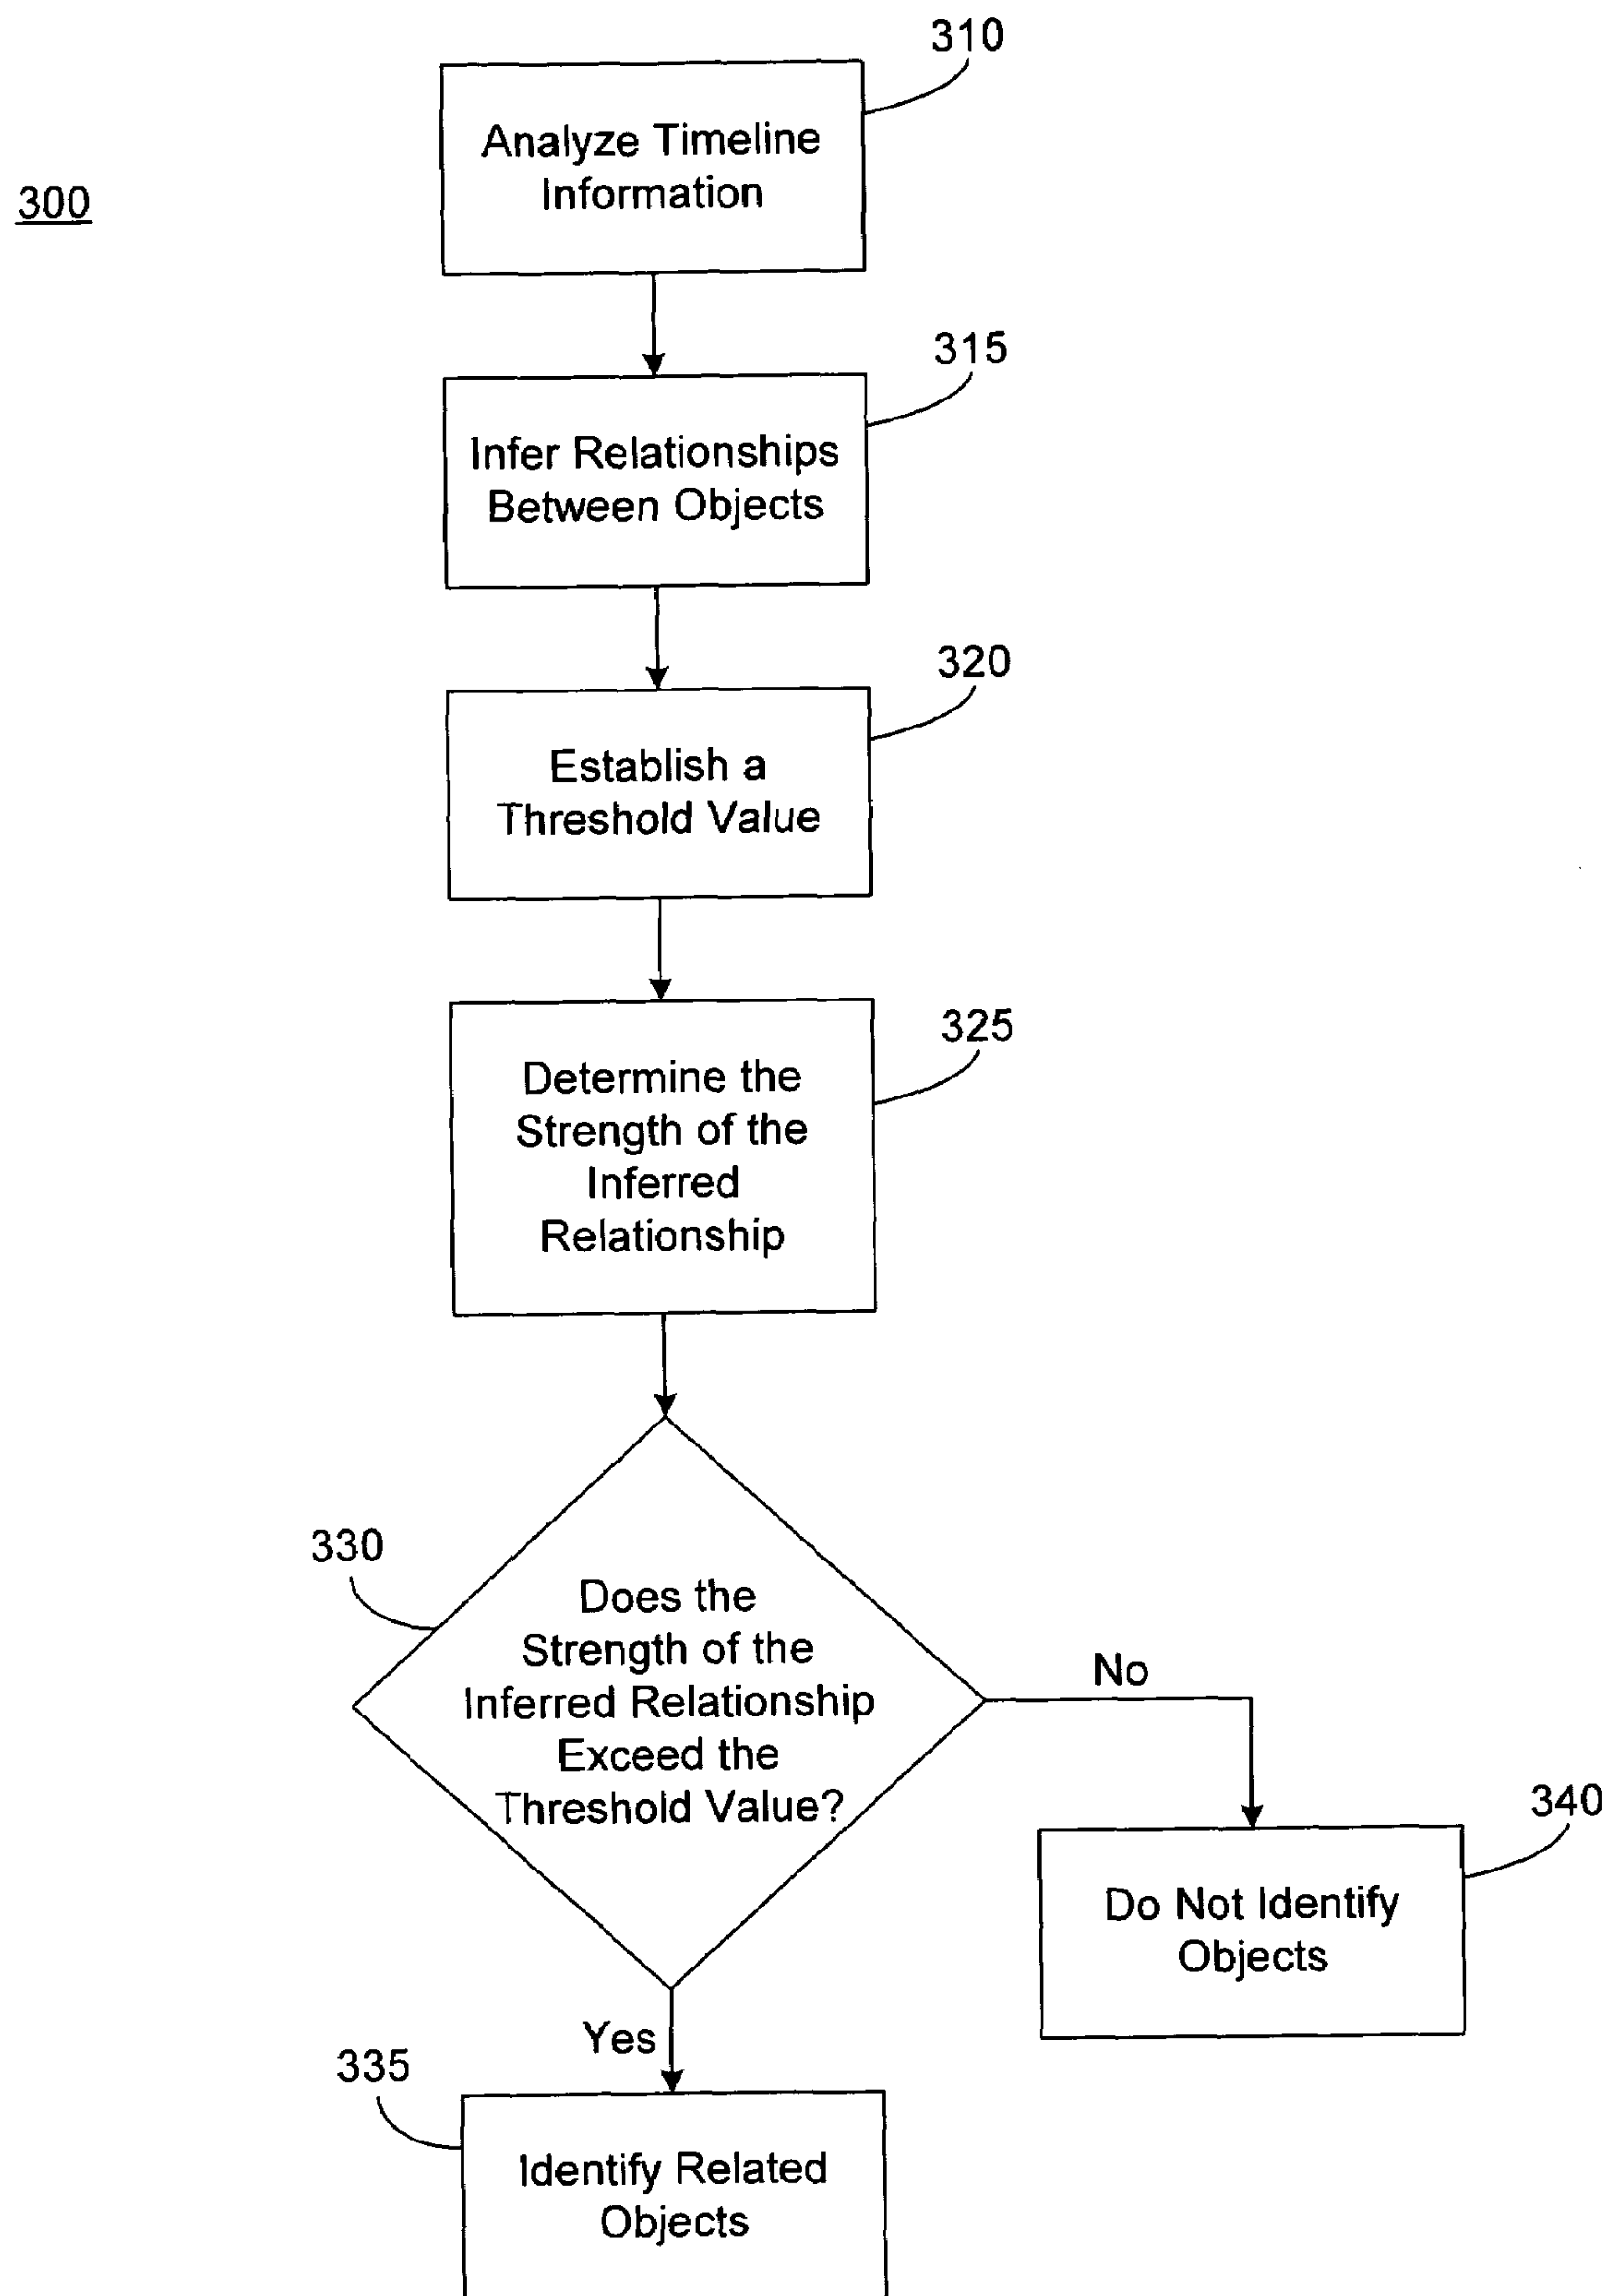 310
Analyze Timeline
Information
300
315
Infer Relationships
Between Objects
320
Establish a
Threshold Value
325
Determine the
Strength of the
Inferred
Relationship
330
Does the
Strength of the
Inferred Relationship
Exceed the
Threshold Value?
No
340
Do Not Identify
Objects
Yes
335
Identify Related
Objects